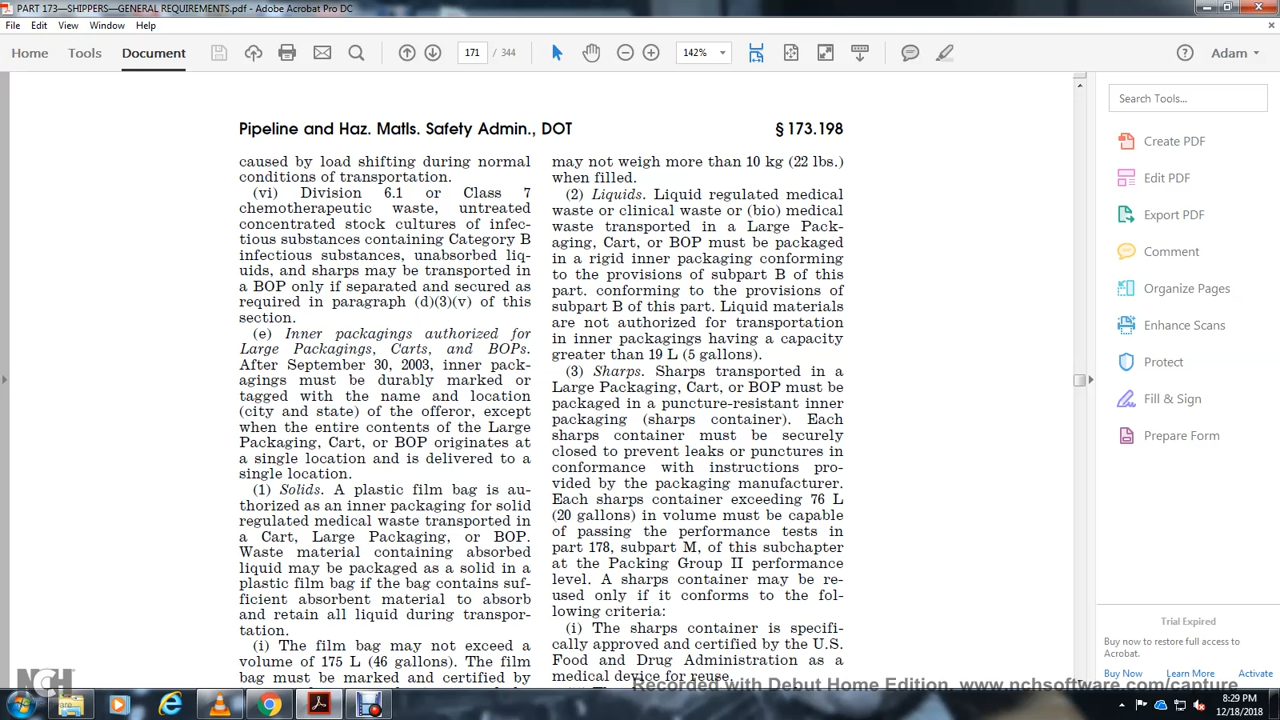 PART 173—SHIPPERS—GENERAL REQUIREMENTS.pdf - Adobe Acrobat Pro DC
File Edit View Window Help
Home Tools Document 171 / 344 142% Adam
Pipeline and Haz. Matls. Safety Admin., DOT § 173.198
caused by load shifting during normal
conditions of transportation.
(vi) Division 6.1 or Class 7
chemotherapeutic waste, untreated
concentrated stock cultures of infec-
tious substances containing Category B
infectious substances, unabsorbed liq-
uids, and sharps may be transported in
a BOP only if separated and secured as
required in paragraph (d)(3)(v) of this
section.
(e) Inner packagings authorized for
Large Packagings, Carts, and BOPs.
After September 30, 2003, inner pack-
agings must be durably marked or
tagged with the name and location
(city and state) of the offeror, except
when the entire contents of the Large
Packaging, Cart, or BOP originates at
a single location and is delivered to a
single location.
(1) Solids. A plastic film bag is au-
thorized as an inner packaging for solid
regulated medical waste transported in
a Cart, Large Packaging, or BOP.
Waste material containing absorbed
liquid may be packaged as a solid in a
plastic film bag if the bag contains suf-
ficient absorbent material to absorb
and retain all liquid during transpor-
tation.
(i) The film bag may not exceed a
volume of 175 L (46 gallons). The film
bag must be marked and certified by
may not weigh more than 10 kg (22 lbs.)
when filled.
(2) Liquids. Liquid regulated medical
waste or clinical waste or (bio) medical
waste transported in a Large Pack-
aging, Cart, or BOP must be packaged
in a rigid inner packaging conforming
to the provisions of subpart B of this
part. conforming to the provisions of
subpart B of this part. Liquid materials
are not authorized for transportation
in inner packagings having a capacity
greater than 19 L (5 gallons).
(3) Sharps. Sharps transported in a
Large Packaging, Cart, or BOP must be
packaged in a puncture-resistant inner
packaging (sharps container). Each
sharps container must be securely
closed to prevent leaks or punctures in
conformance with instructions pro-
vided by the packaging manufacturer.
Each sharps container exceeding 76 L
(20 gallons) in volume must be capable
of passing the performance tests in
part 178, subpart M, of this subchapter
at the Packing Group II performance
level. A sharps container may be re-
used only if it conforms to the fol-
lowing criteria:
(i) The sharps container is specifi-
cally approved and certified by the U.S.
Food and Drug Administration as a
medical device for reuse.
Search Tools...
Create PDF
Edit PDF
Export PDF
Comment
Organize Pages
Enhance Scans
Protect
Fill & Sign
Prepare Form
Trial Expired
Buy now to restore full access to
Acrobat.
Buy Now Learn More Activate
NCH
Recorded with Debut Home Edition. www.nchsoftware.com/capture
8:29 PM
12/18/2018